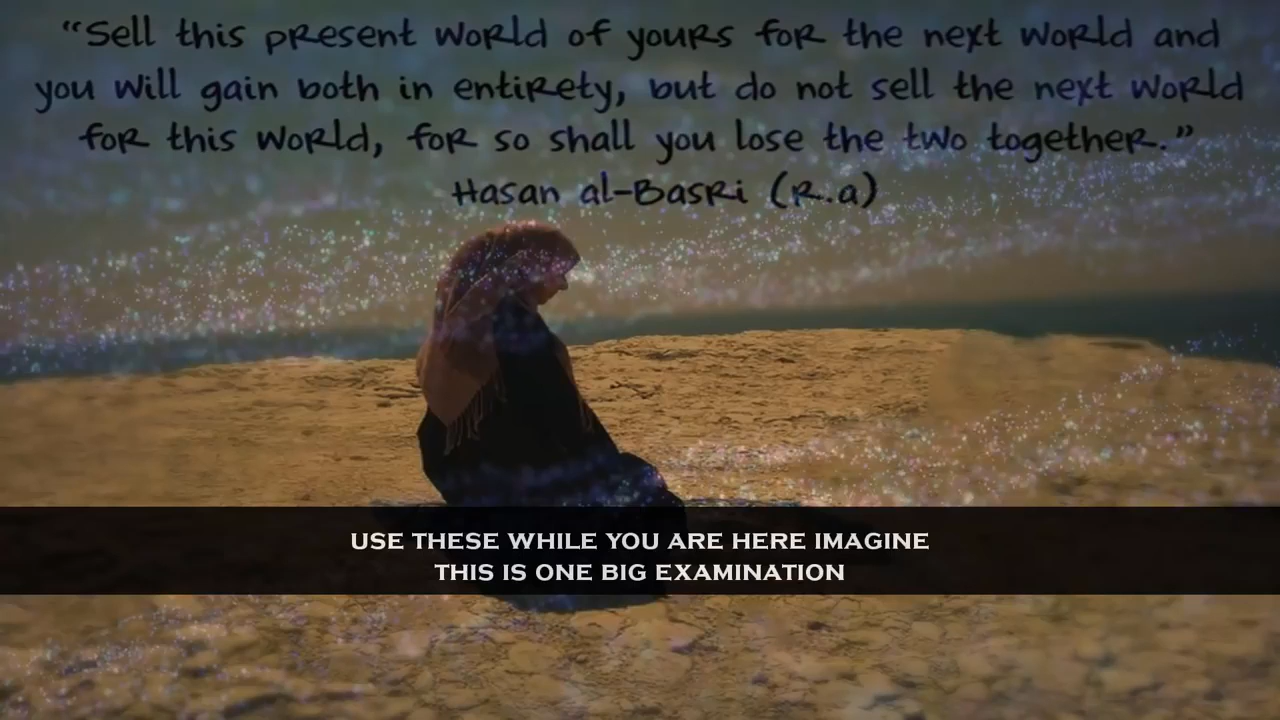 “Sell this present world of yours for the next world and
you will gain both in entirety, but do not sell the next world
for this world, for so shall you lose the two together.”
Hasan al-Basri (R.a)
USE THESE WHILE YOU ARE HERE IMAGINE
THIS IS ONE BIG EXAMINATION